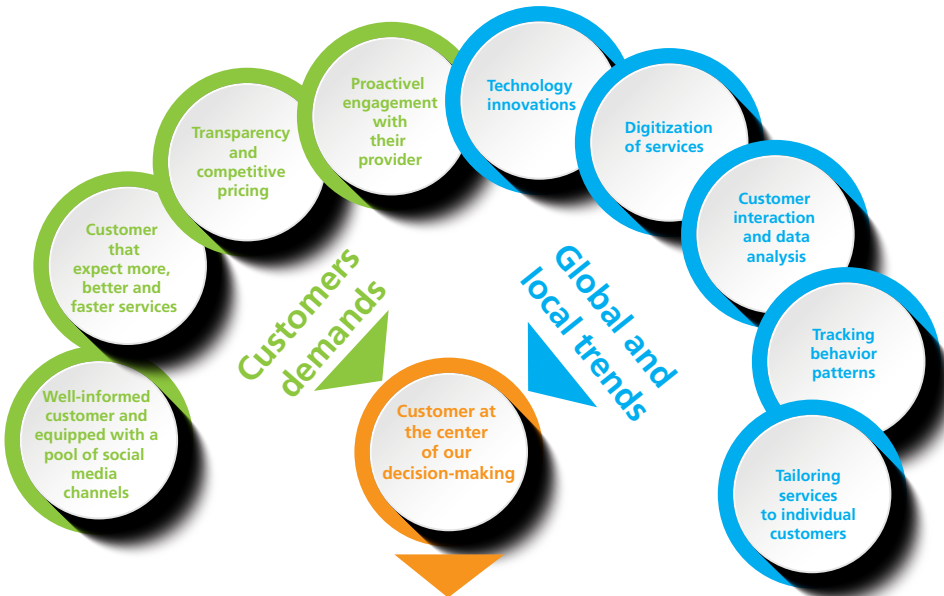 Well-informed
customer and
equipped with a
pool of social
media
channels
Customer
that
expect more,
better and
faster services
Transparency
and
competitive
pricing
Proactivel
engagement
with
their
provider
Technology
innovations
Digitization
of services
Customer
interaction
and data
analysis
Tracking
behavior
patterns
Tailoring
services
to individual
customers
Customers
demands
Global and
local trends
Customer at
the center
of our
decision-making